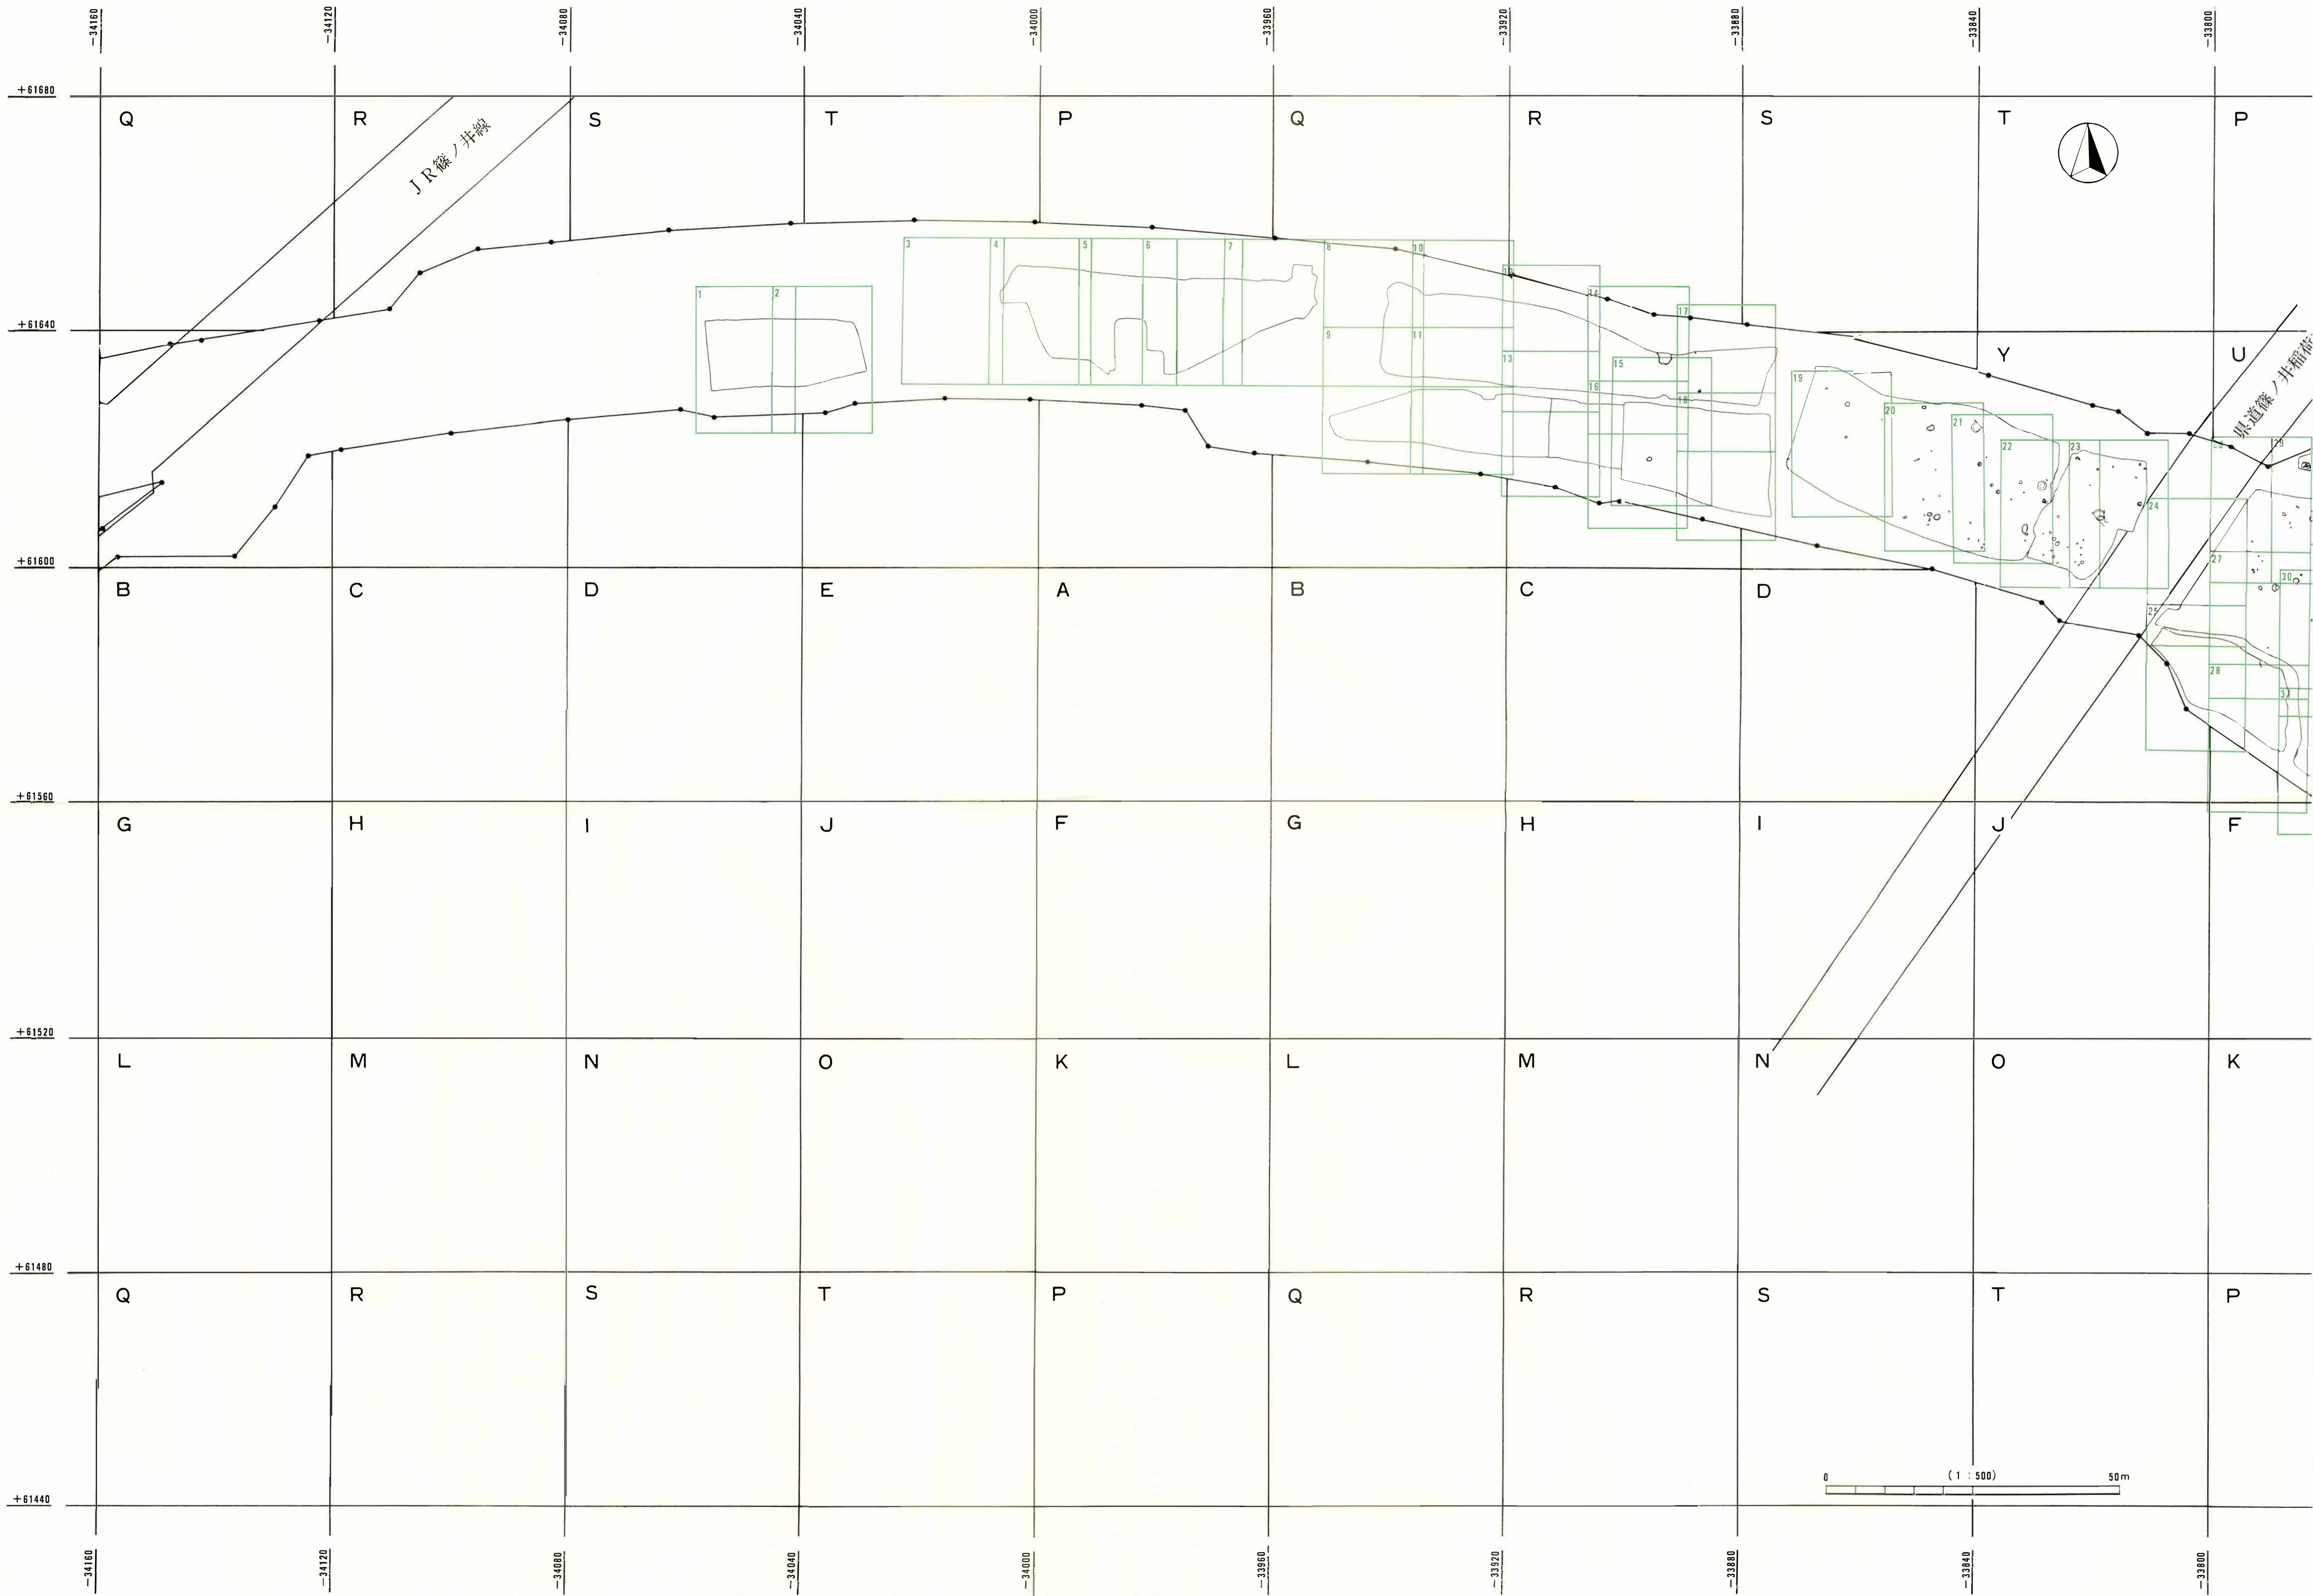 -34160 -34120 -34080 -34040 -34000 -33960 -33920 -33880 -33840 -33800
+61680
Q R S T P Q R S T P
JR篠ノ井線
3 4 5 6 7 8 10
1 2
14
17
+61640
9 11 13 15 Y U
県道篠ノ井稲荷
16 18 19 20 21 22 23 29
24
27
30
+61600
B C D E A B C D
25
28
+61560
G H I J F G H I J F
+61520
L M N O K L M N O K
+61480
Q R S T P Q R S T P
0 (1:500) 50m
+61440
-34160 -34120 -34080 -34040 -34000 -33960 -33920 -33880 -33840 -33800